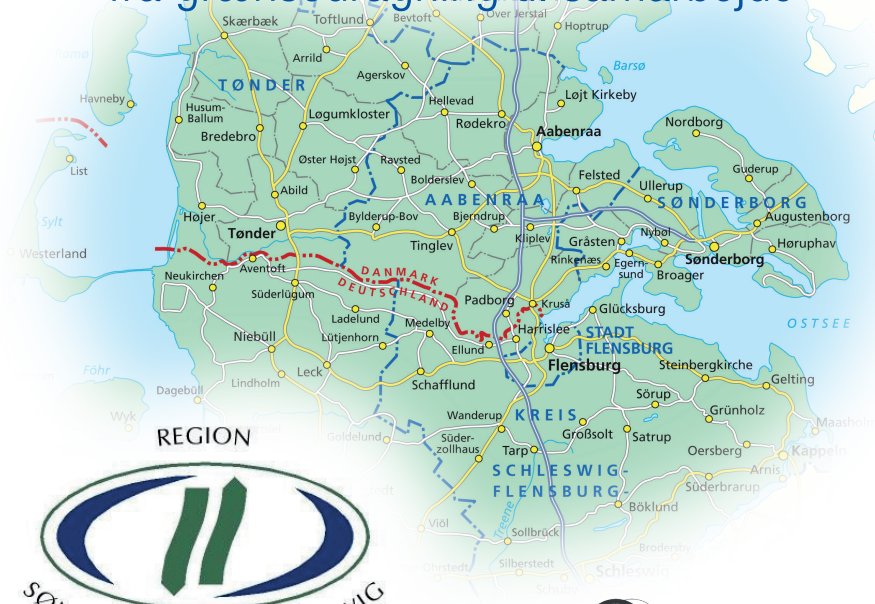 Skærbæk
Toftlund
Bevtoft
Over Jerstal
Hoptrup
Arrild
Agerskov
Barsø
TØNDER
Havneby
Husum-
Ballum
Hellevad
Løjt Kirkeby
Løgumkloster
Bredebro
Rødekro
Aabenraa
Nordborg
List
Øster Højst
Ravsted
Bolderslev
Felsted
Guderup
Ullerup
Abild
AABENRAA
SØNDERBORG
Højer
Bylderup-Bov
Bjerndrup
Augustenborg
Sylt
Tønder
Tinglev
Kliplev
Gråsten
Nybøl
Høruphav
Westerland
Rinkenæs
Egern-
sund
Sønderborg
Broager
Aventoft
DANMARK
DEUTSCHLAND
Neukirchen
Süderlügum
Padborg
Kruså
Glücksburg
OSTSEE
Ladelund
Medelby
Harrislee
STADT
FLENSBURG
Niebüll
Lütjenhorn
Ellund
Flensburg
Steinbergkirche
Föhr
Lindholm
Leck
Schafflund
Gelting
Dagebüll
Sörup
Wyk
Wanderup
KREIS
Grünholz
Maasholm
Goldelund
Süder-
zollhaus
Großsolt
Satrup
Oersberg
Kappeln
Tarp
SCHLESWIG-
FLENSBURG
Arnis
Süderbrarup
Böklund
Viöl
Treene
Sollbrück
Brodersby
Silberstedt
Schleswig
Schuby
REGION